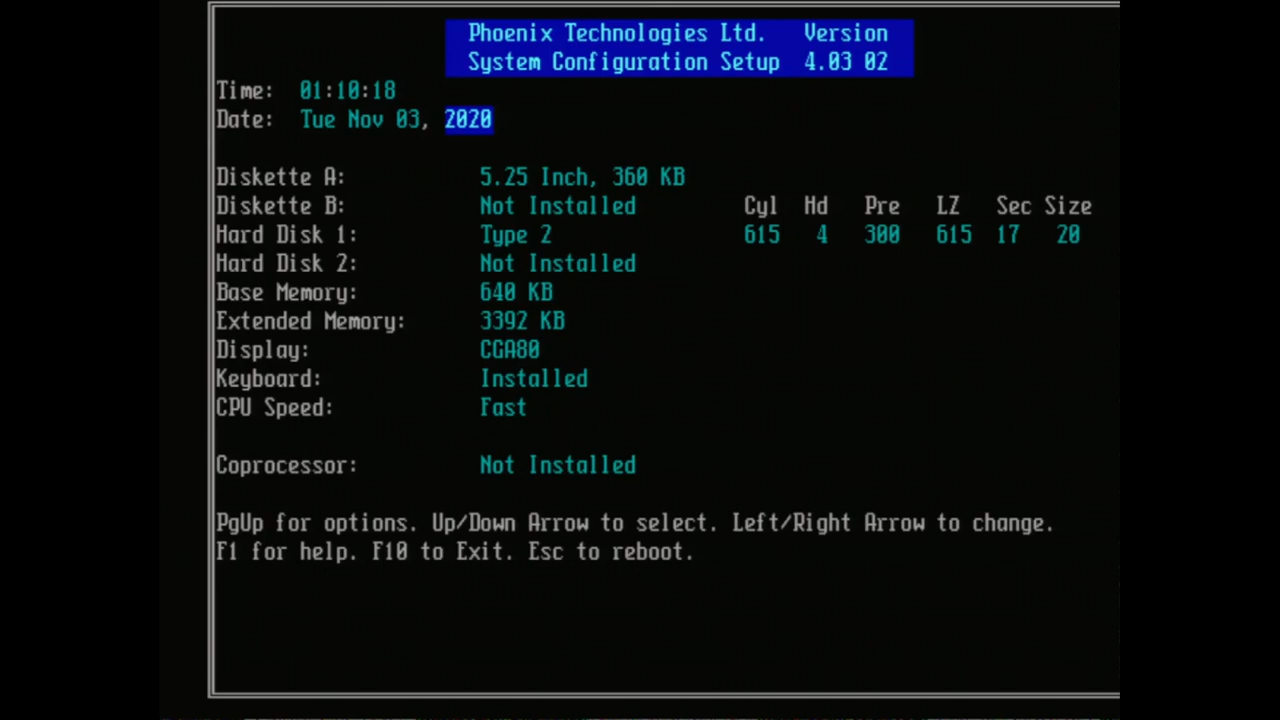 Phoenix Technologies Ltd. Version
System Configuration Setup 4.03 02
Time: 01:10:18
Date: Tue Nov 03, 2020
Diskette A: 5.25 Inch, 360 KB
Diskette B: Not Installed Cyl Hd Pre LZ Sec Size
Hard Disk 1: Type 2 615 4 300 615 17 20
Hard Disk 2: Not Installed
Base Memory: 640 KB
Extended Memory: 3392 KB
Display: CGA80
Keyboard: Installed
CPU Speed: Fast
Coprocessor: Not Installed
PgUp for options. Up/Down Arrow to select. Left/Right Arrow to change.
F1 for help. F10 to Exit. Esc to reboot.